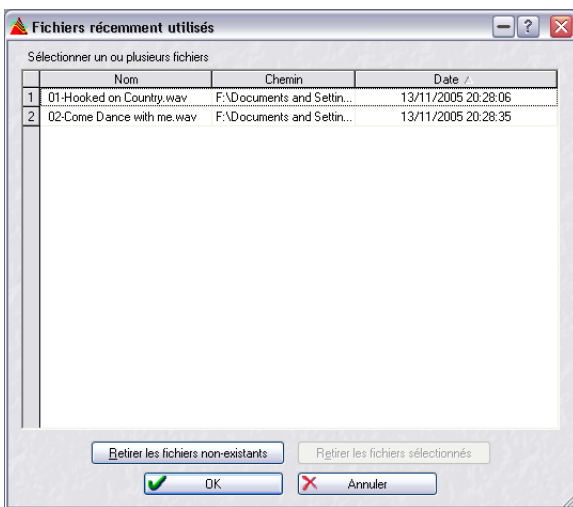 Fichiers récemment utilisés
Sélectionner un ou plusieurs fichiers
Nom Chemin Date
1 01-Hooked on Country.wav F:\Documents and Settin... 13/11/2005 20:28:06
2 02-Come Dance with me.wav F:\Documents and Settin... 13/11/2005 20:28:35
Retirer les fichiers non-existants Retirer les fichiers sélectionnés
OK Annuler